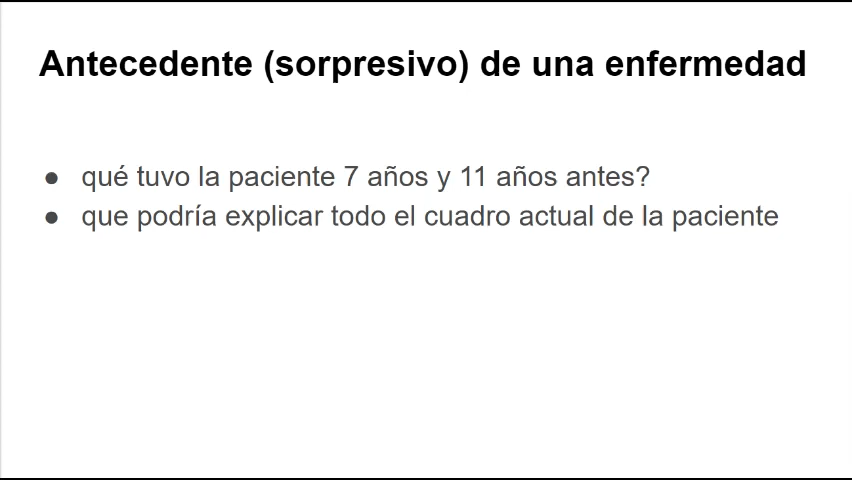 Antecedente (sorpresivo) de una enfermedad
● qué tuvo la paciente 7 años y 11 años antes?
● que podría explicar todo el cuadro actual de la paciente